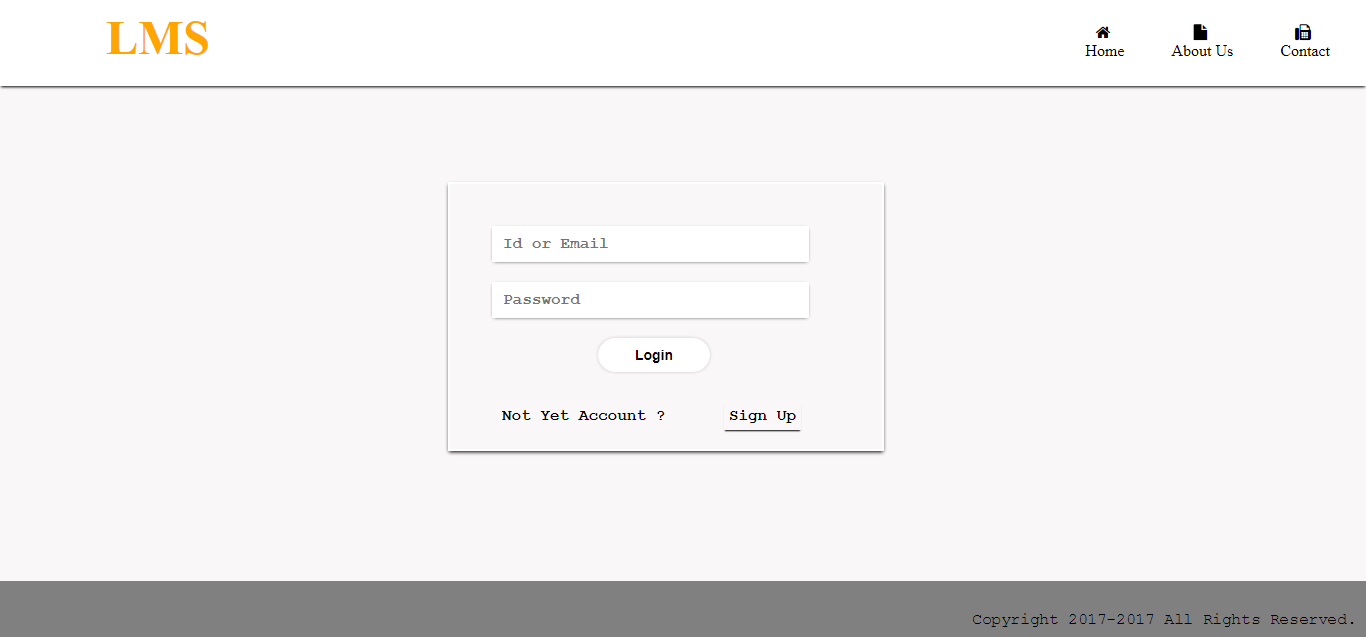 LMS
Home About Us Contact
Id or Email
Password
Login
Not Yet Account ? Sign Up
Copyright 2017-2017 All Rights Reserved.